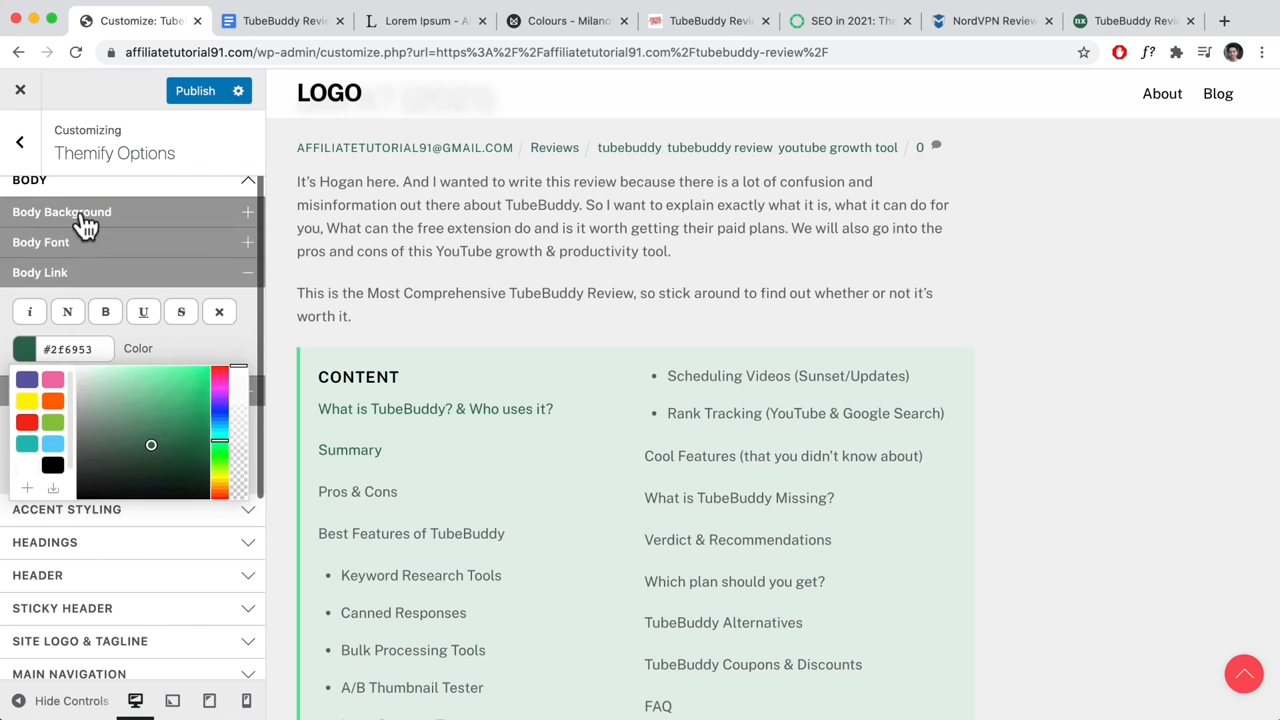 Customize: Tube
TubeBuddy Revi
Lorem Ipsum - A
Colours - Milano
TubeBuddy Revi
SEO in 2021: The
NordVPN Review
nx
TubeBuddy Revi
affiliatetutorial91.com/wp-admin/customize.php?url=https%3A%2F%2Faffiliatetutorial91.com%2Ftubebuddy-review%2F
f?
Publish
LOGO
About
Blog
Customizing
Themify Options
BODY
Body Background
Body Font
Body Link
i N B U S
#2f6953
Color
ACCENT STYLING
HEADINGS
HEADER
STICKY HEADER
SITE LOGO & TAGLINE
MAIN NAVIGATION
Hide Controls
AFFILIATETUTORIAL91@GMAIL.COM / Reviews / tubebuddy tubebuddy review youtube growth tool / 0
It's Hogan here. And I wanted to write this review because there is a lot of confusion and
misinformation out there about TubeBuddy. So I want to explain exactly what it is, what it can do for
you, What can the free extension do and is it worth getting their paid plans. We will also go into the
pros and cons of this YouTube growth & productivity tool.
This is the Most Comprehensive TubeBuddy Review, so stick around to find out whether or not it's
worth it.
CONTENT
What is TubeBuddy? & Who uses it?
Summary
Pros & Cons
Best Features of TubeBuddy
• Keyword Research Tools
• Canned Responses
• Bulk Processing Tools
• A/B Thumbnail Tester
• Scheduling Videos (Sunset/Updates)
• Rank Tracking (YouTube & Google Search)
Cool Features (that you didn't know about)
What is TubeBuddy Missing?
Verdict & Recommendations
Which plan should you get?
TubeBuddy Alternatives
TubeBuddy Coupons & Discounts
FAQ